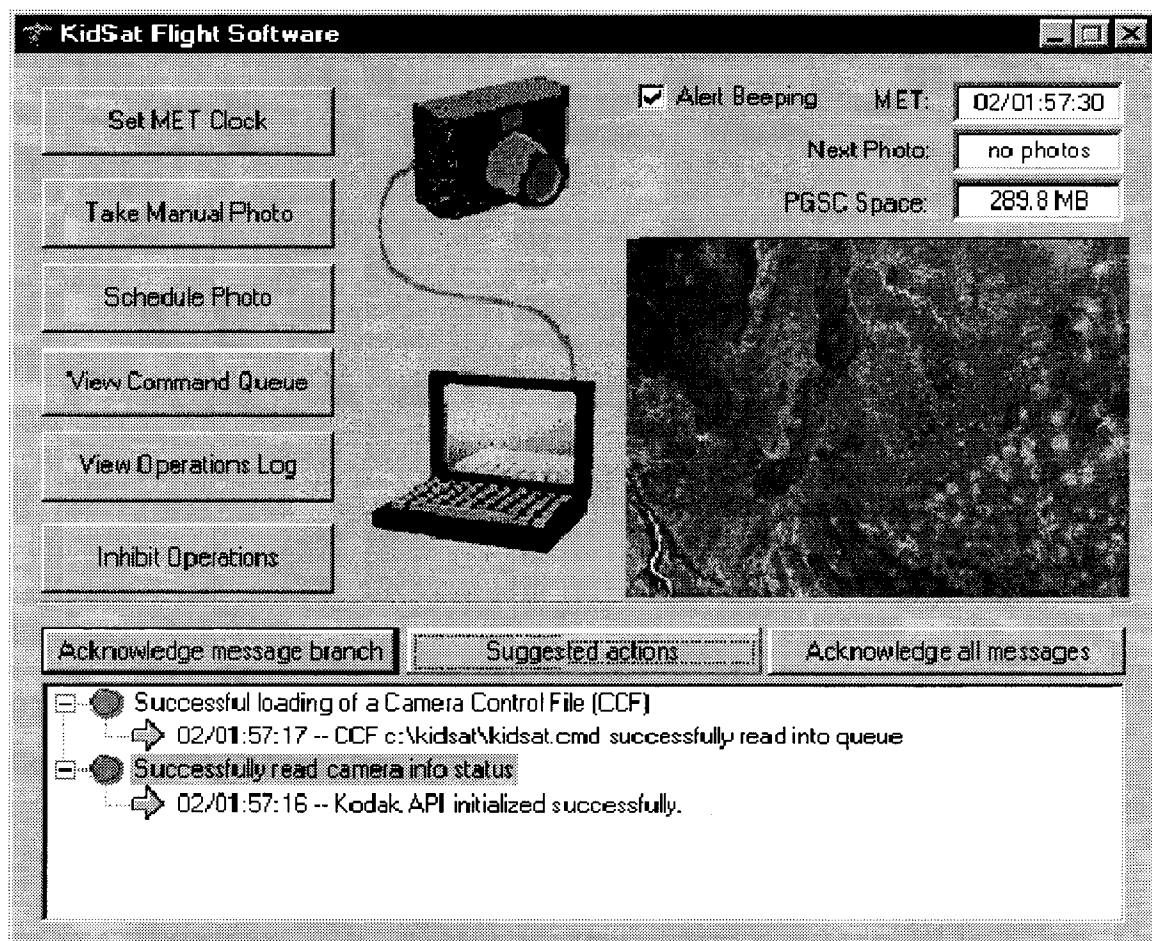 KidSat Flight Software
Set MET Clock
Take Manual Photo
Schedule Photo
View Command Queue
View Operations Log
Inhibit Operations
Alert Beeping
MET: 02/01:57:30
Next Photo: no photos
PGSC Space: 289.8 MB
Acknowledge message branch
Suggested actions
Acknowledge all messages
Successful loading of a Camera Control File (CCF)
02/01:57:17 -- CCF c:\kidsat\kidsat.cmd successfully read into queue
Successfully read camera info status
02/01:57:16 -- Kodak API initialized successfully.